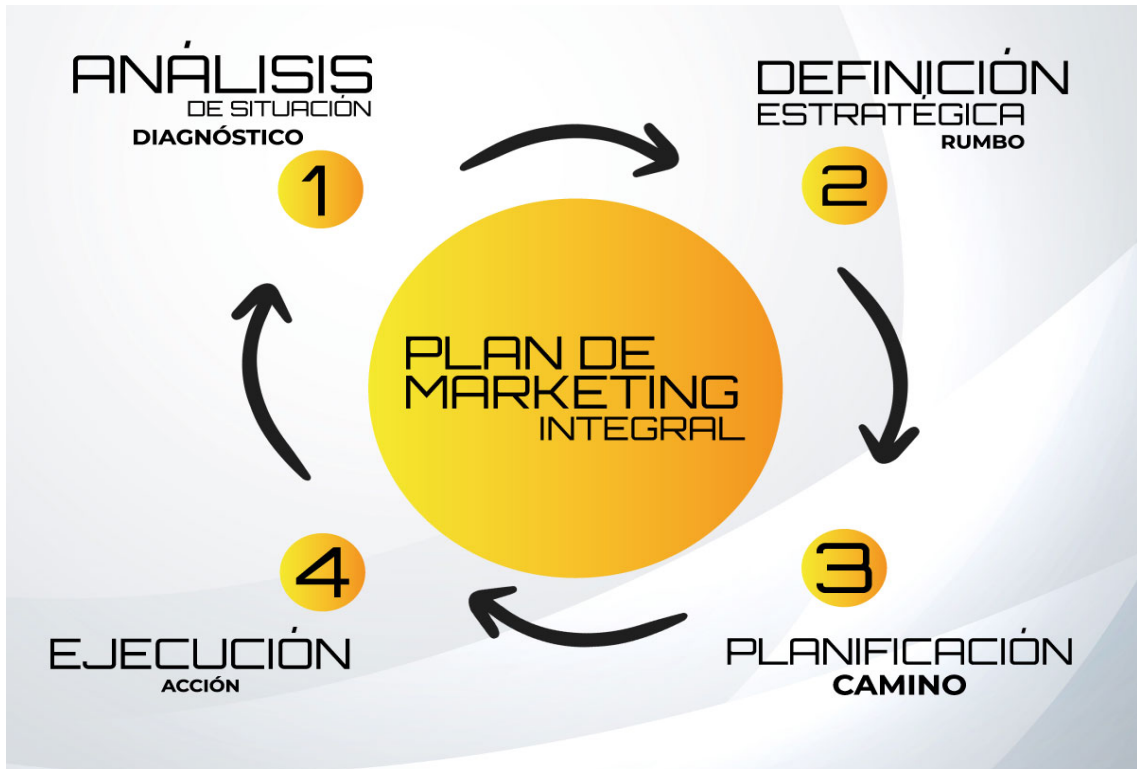 ANÁLISIS
DE SITUACIÓN
DIAGNÓSTICO
1
DEFINICIÓN
ESTRATÉGICA
RUMBO
2
PLAN DE
MARKETING
INTEGRAL
4
EJECUCIÓN
ACCIÓN
3
PLANIFICACIÓN
CAMINO